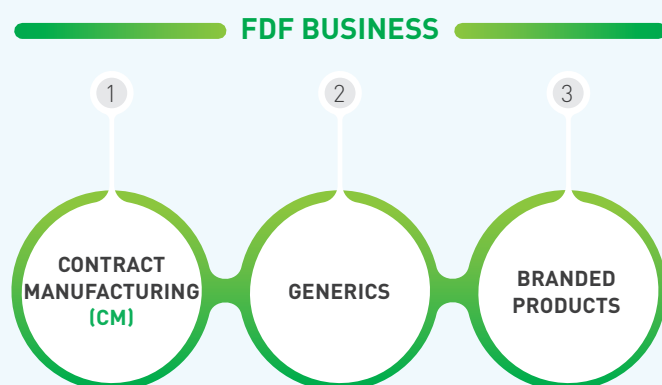 FDF BUSINESS
1
2
3
CONTRACT
MANUFACTURING
(CM)
GENERICS
BRANDED
PRODUCTS